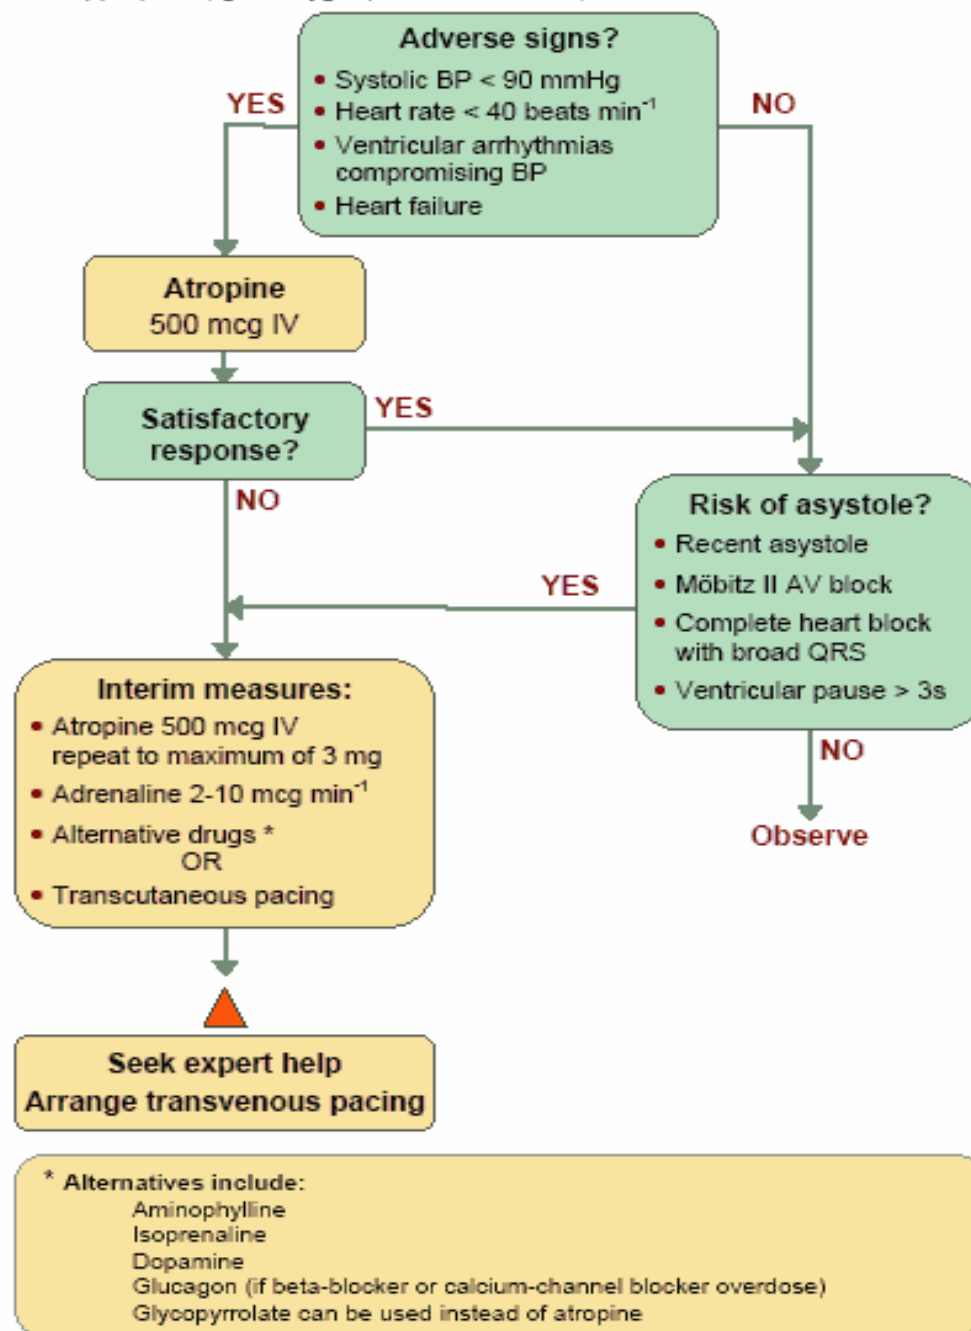 Adverse signs?
• Systolic BP < 90 mmHg
• Heart rate < 40 beats min⁻¹
• Ventricular arrhythmias
compromising BP
• Heart failure
YES
NO
Atropine
500 mcg IV
Satisfactory
response?
YES
NO
Risk of asystole?
• Recent asystole
• Möbitz II AV block
• Complete heart block
with broad QRS
• Ventricular pause > 3s
YES
NO
Observe
Interim measures:
• Atropine 500 mcg IV
repeat to maximum of 3 mg
• Adrenaline 2-10 mcg min⁻¹
• Alternative drugs *
OR
• Transcutaneous pacing
Seek expert help
Arrange transvenous pacing
* Alternatives include:
Aminophylline
Isoprenaline
Dopamine
Glucagon (if beta-blocker or calcium-channel blocker overdose)
Glycopyrrolate can be used instead of atropine